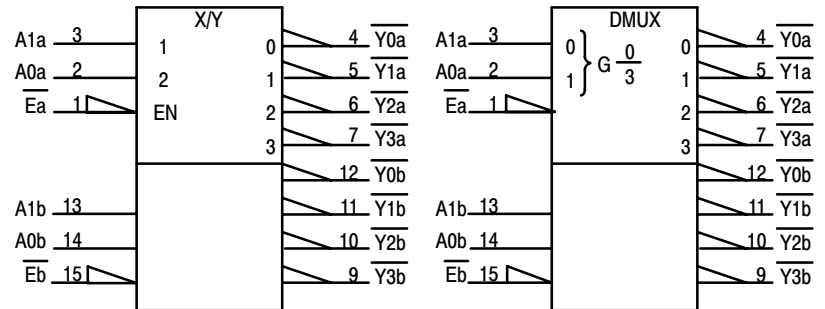 X/Y
A1a 3 1 0 4 Y0a
A0a 2 2 1 5 Y1a
Ea 1 EN 2 6 Y2a
3 7 Y3a
12 Y0b
A1b 13 11 Y1b
A0b 14 10 Y2b
Eb 15 9 Y3b
DMUX
A1a 3 0 0 4 Y0a
A0a 2 1 } G 0/3 1 5 Y1a
Ea 1 2 6 Y2a
3 7 Y3a
12 Y0b
A1b 13 11 Y1b
A0b 14 10 Y2b
Eb 15 9 Y3b